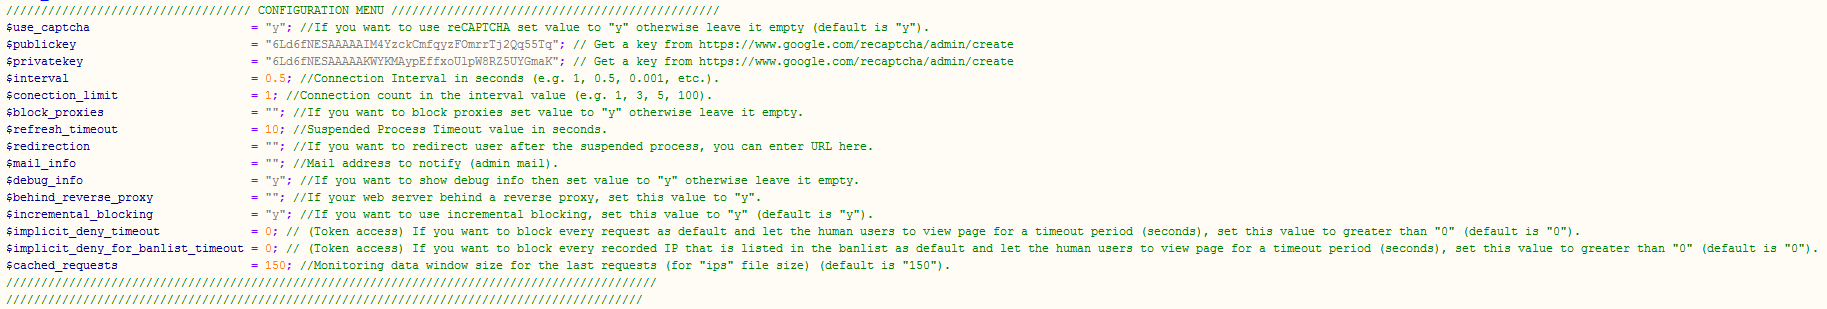 /////////////////////////////////// CONFIGURATION MENU ///////////////////////////////////////////////
$use_captcha = "y"; //If you want to use reCAPTCHA set value to "y" otherwise leave it empty (default is "y").
$publickey = "6Ld6fNESAAAAAIM4YzckCmfqyzFOmrrTj2Qq55Tq"; // Get a key from https://www.google.com/recaptcha/admin/create
$privatekey = "6Ld6fNESAAAAAKWYKMAypEffxoUlpW8RZ5UYGmaK"; // Get a key from https://www.google.com/recaptcha/admin/create
$interval = 0.5; //Connection Interval in seconds (e.g. 1, 0.5, 0.001, etc.).
$conection_limit = 1; //Connection count in the interval value (e.g. 1, 3, 5, 100).
$block_proxies = ""; //If you want to block proxies set value to "y" otherwise leave it empty.
$refresh_timeout = 10; //Suspended Process Timeout value in seconds.
$redirection = ""; //If you want to redirect user after the suspended process, you can enter URL here.
$mail_info = ""; //Mail address to notify (admin mail).
$debug_info = "y"; //If you want to show debug info then set value to "y" otherwise leave it empty.
$behind_reverse_proxy = ""; //If your web server behind a reverse proxy, set this value to "y".
$incremental_blocking = "y"; //If you want to use incremental blocking, set this value to "y" (default is "y").
$implicit_deny_timeout = 0; // (Token access) If you want to block every request as default and let the human users to view page for a timeout period (seconds), set this value to greater than "0" (default is "0").
$implicit_deny_for_banlist_timeout = 0; // (Token access) If you want to block every recorded IP that is listed in the banlist as default and let the human users to view page for a timeout period (seconds), set this value to greater than "0" (default is "0").
$cached_requests = 150; //Monitoring data window size for the last requests (for "ips" file size) (default is "150").
/////////////////////////////////////////////////////////////////////////////////////////////
///////////////////////////////////////////////////////////////////////////////////////////